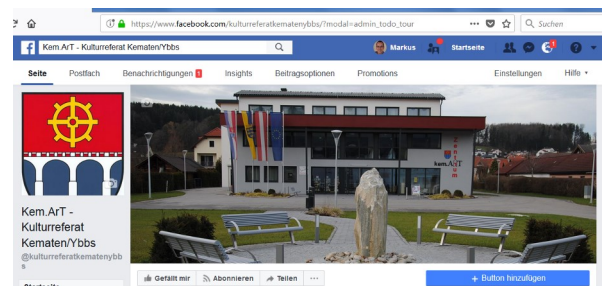 https://www.facebook.com/kulturreferatkematenybbs/?modal=admin_todo_tour
Suchen
Kem.ArT - Kulturreferat Kematen/Ybbs
Markus
Startseite
Seite
Postfach
Benachrichtigungen 1
Insights
Beitragsoptionen
Promotions
Einstellungen
Hilfe
kem.ArT
Kem.ArT -
Kulturreferat
Kematen/Ybbs
@kulturreferatkematenybb
s
Gefällt mir
Abonnieren
Teilen
+ Button hinzufügen
Startseite